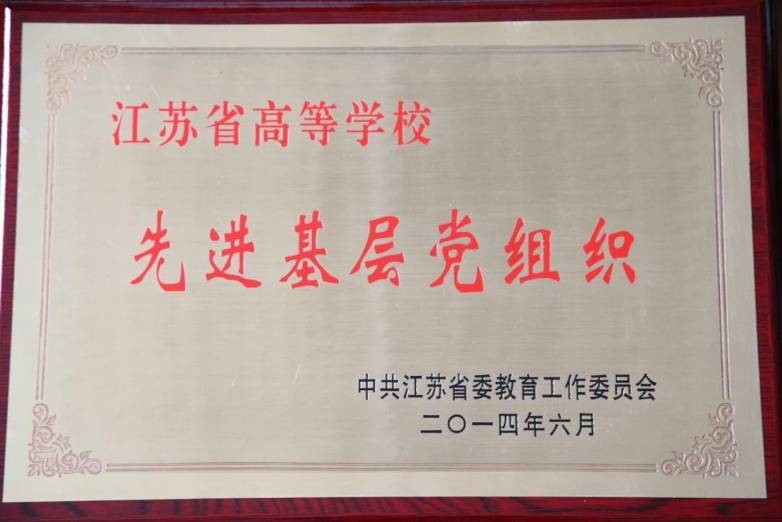 江苏省高等学校
先进基层党组织
中共江苏省委教育工作委员会
二〇一四年六月